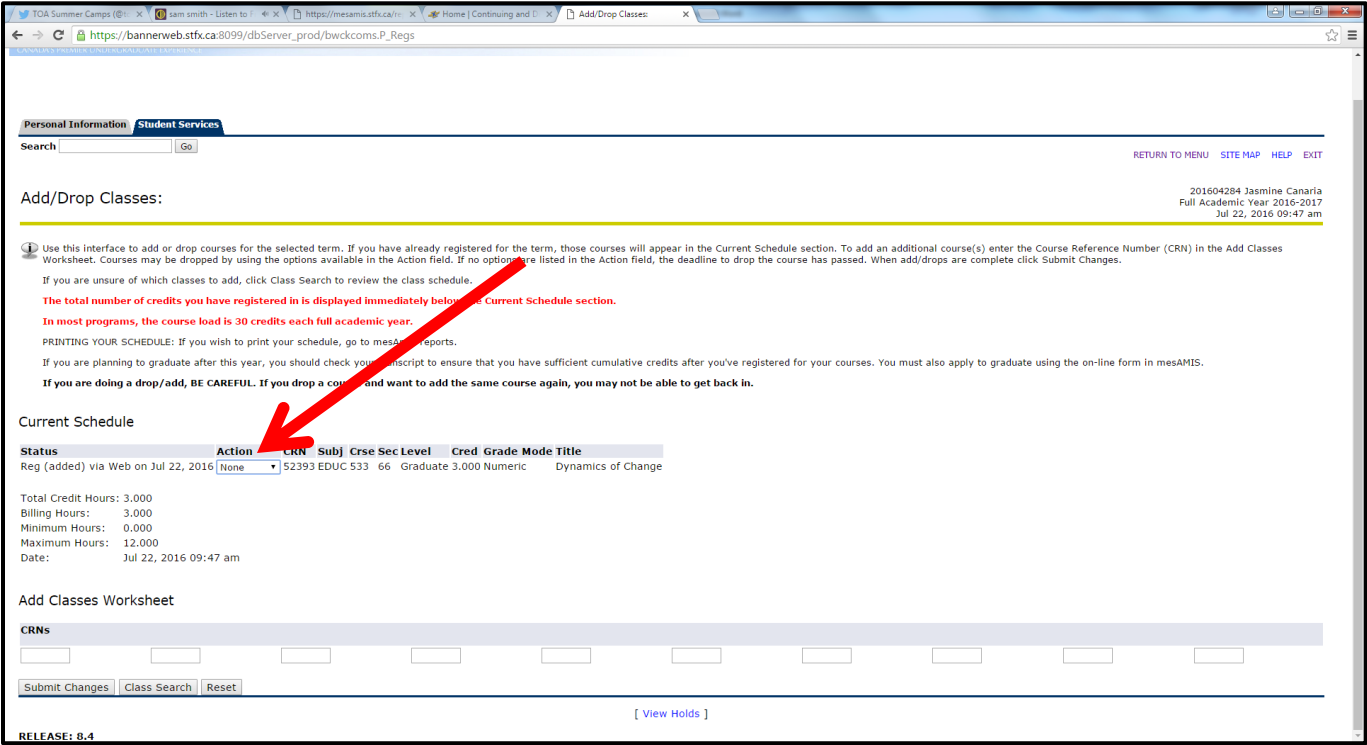 TOA Summer Camps (@to
sam smith - Listen to f
https://mesamis.stfx.ca/re
Home | Continuing and D
Add/Drop Classes:
https://bannerweb.stfx.ca:8099/dbServer_prod/bwckcoms.P_Regs
CANADA'S PREMIER UNDERGRADUATE EXPERIENCE
Personal Information Student Services
Search Go
RETURN TO MENU SITE MAP HELP EXIT
Add/Drop Classes:
201604284 Jasmine Canaria
Full Academic Year 2016-2017
Jul 22, 2016 09:47 am
Use this interface to add or drop courses for the selected term. If you have already registered for the term, those courses will appear in the Current Schedule section. To add an additional course(s) enter the Course Reference Number (CRN) in the Add Classes
Worksheet. Courses may be dropped by using the options available in the Action field. If no options are listed in the Action field, the deadline to drop the course has passed. When add/drops are complete click Submit Changes.
If you are unsure of which classes to add, click Class Search to review the class schedule.
The total number of credits you have registered in is displayed immediately below the Current Schedule section.
In most programs, the course load is 30 credits each full academic year.
PRINTING YOUR SCHEDULE: If you wish to print your schedule, go to mesAMIS reports.
If you are planning to graduate after this year, you should check your transcript to ensure that you have sufficient cumulative credits after you've registered for your courses. You must also apply to graduate using the on-line form in mesAMIS.
If you are doing a drop/add, BE CAREFUL. If you drop a course and want to add the same course again, you may not be able to get back in.
Current Schedule
Status Action CRN Subj Crse Sec Level Cred Grade Mode Title
Reg (added) via Web on Jul 22, 2016 None 52393 EDUC 533 66 Graduate 3.000 Numeric Dynamics of Change
Total Credit Hours: 3.000
Billing Hours: 3.000
Minimum Hours: 0.000
Maximum Hours: 12.000
Date: Jul 22, 2016 09:47 am
Add Classes Worksheet
CRNs
Submit Changes Class Search Reset
[ View Holds ]
RELEASE: 8.4